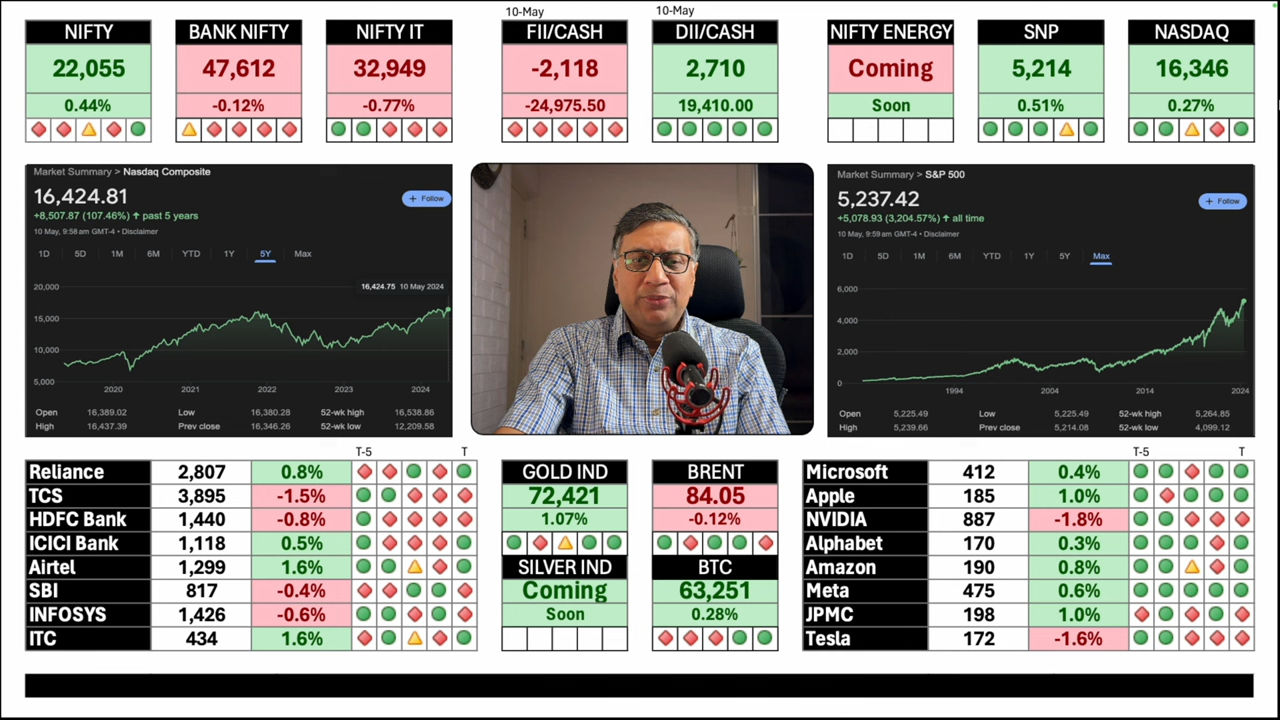 10-May
10-May
NIFTY
BANK NIFTY
NIFTY IT
FII/CASH
DII/CASH
NIFTY ENERGY
SNP
NASDAQ
22,055
47,612
32,949
-2,118
2,710
Coming
5,214
16,346
0.44%
-0.12%
-0.77%
-24,975.50
19,410.00
Soon
0.51%
0.27%
Market Summary > Nasdaq Composite
16,424.81
+ Follow
+8,507.87 (107.46%) ↑ past 5 years
10 May, 9:58 am GMT-4 • Disclaimer
1D 5D 1M 6M YTD 1Y 5Y Max
16,424.75 10 May 2024
20,000
15,000
10,000
5,000
2020 2021 2022 2023 2024
Open 16,389.02 Low 16,380.28 52-wk high 16,538.86
High 16,437.39 Prev close 16,346.26 52-wk low 12,209.58
Market Summary > S&P 500
5,237.42
+ Follow
+5,078.93 (3,204.57%) ↑ all time
10 May, 9:59 am GMT-4 • Disclaimer
1D 5D 1M 6M YTD 1Y 5Y Max
6,000
4,000
2,000
0
1994 2004 2014 2024
Open 5,225.49 Low 5,225.49 52-wk high 5,264.85
High 5,239.66 Prev close 5,214.08 52-wk low 4,099.12
T-5 T
Reliance 2,807 0.8%
TCS 3,895 -1.5%
HDFC Bank 1,440 -0.8%
ICICI Bank 1,118 0.5%
Airtel 1,299 1.6%
SBI 817 -0.4%
INFOSYS 1,426 -0.6%
ITC 434 1.6%
GOLD IND
72,421
1.07%
SILVER IND
Coming
Soon
BRENT
84.05
-0.12%
BTC
63,251
0.28%
T-5 T
Microsoft 412 0.4%
Apple 185 1.0%
NVIDIA 887 -1.8%
Alphabet 170 0.3%
Amazon 190 0.8%
Meta 475 0.6%
JPMC 198 1.0%
Tesla 172 -1.6%